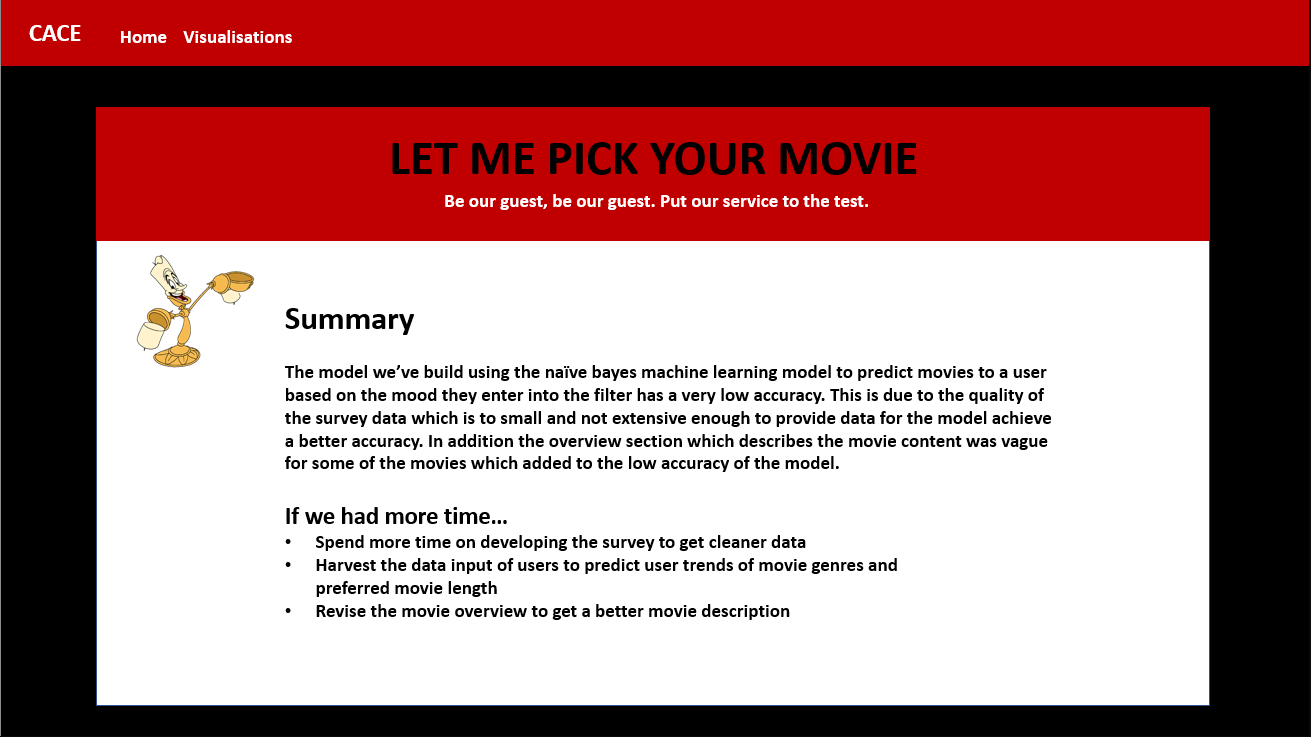 CACE
Home Visualisations
LET ME PICK YOUR MOVIE
Be our guest, be our guest. Put our service to the test.
Summary
The model we’ve build using the naïve bayes machine learning model to predict movies to a user
based on the mood they enter into the filter has a very low accuracy. This is due to the quality of
the survey data which is to small and not extensive enough to provide data for the model achieve
a better accuracy. In addition the overview section which describes the movie content was vague
for some of the movies which added to the low accuracy of the model.
If we had more time…
• Spend more time on developing the survey to get cleaner data
• Harvest the data input of users to predict user trends of movie genres and
preferred movie length
• Revise the movie overview to get a better movie description